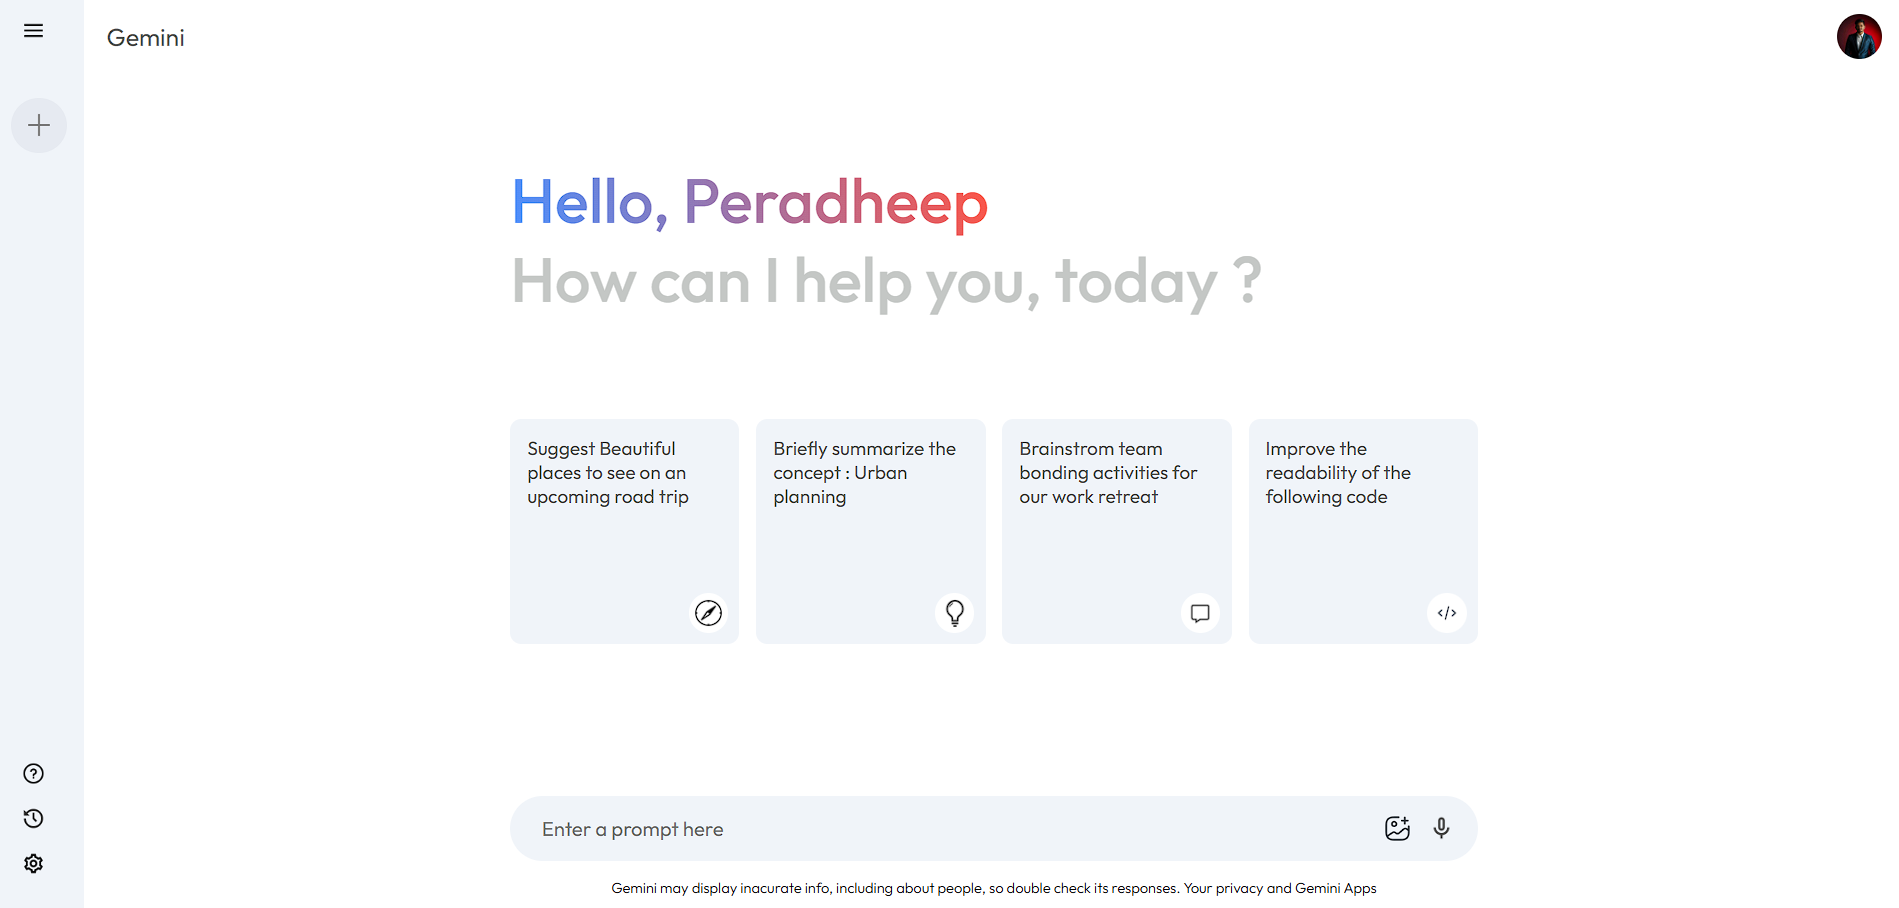 Gemini
Hello, Peradheep
How can I help you, today ?
Suggest Beautiful
places to see on an
upcoming road trip
Briefly summarize the
concept : Urban
planning
Brainstrom team
bonding activities for
our work retreat
Improve the
readability of the
following code
Enter a prompt here
Gemini may display inacurate info, including about people, so double check its responses. Your privacy and Gemini Apps